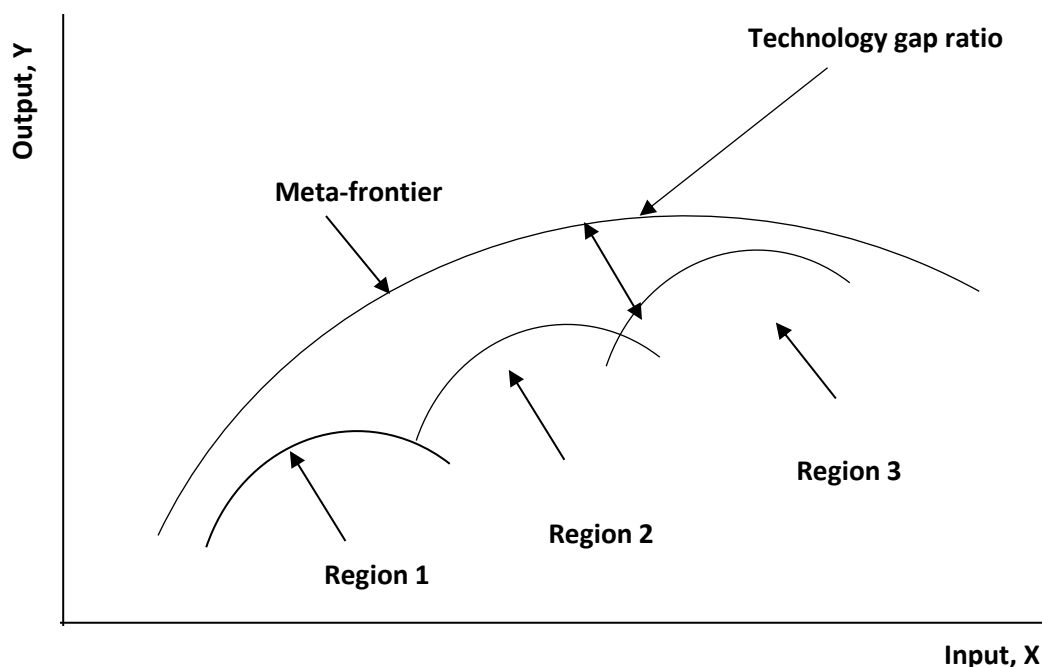 Technology gap ratio
Output, Y
Meta-frontier
Region 3
Region 2
Region 1
Input, X